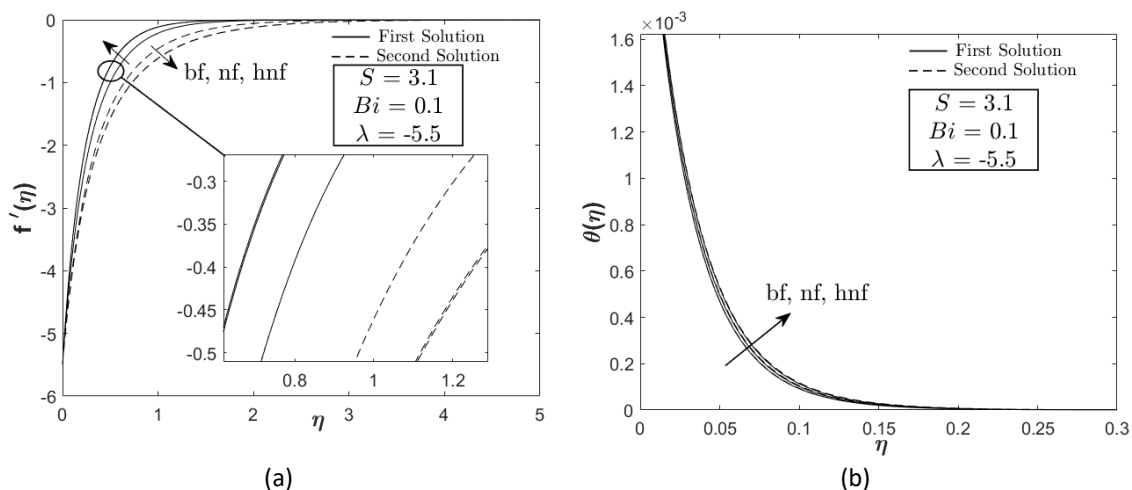 0
-1
-2
-3
-4
-5
-6
0
1
2
3
4
5
f '(η)
η
First Solution
Second Solution
bf, nf, hnf
S = 3.1
Bi = 0.1
λ = -5.5
-0.3
-0.35
-0.4
-0.45
-0.5
0.8
1
1.2
(a)
×10⁻³
1.6
1.4
1.2
1
0.8
0.6
0.4
0.2
0
0
0.05
0.1
0.15
0.2
0.25
0.3
θ(η)
η
First Solution
Second Solution
S = 3.1
Bi = 0.1
λ = -5.5
bf, nf, hnf
(b)